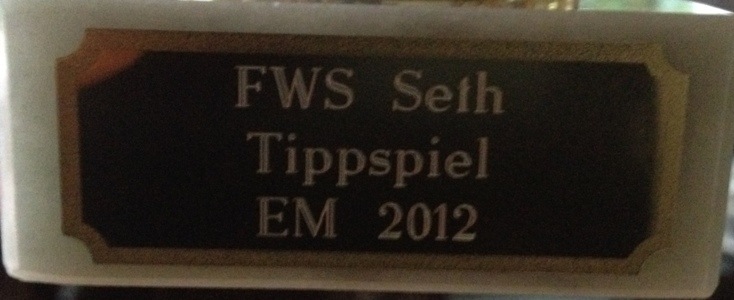 FWS Seth
Tippspiel
EM 2012